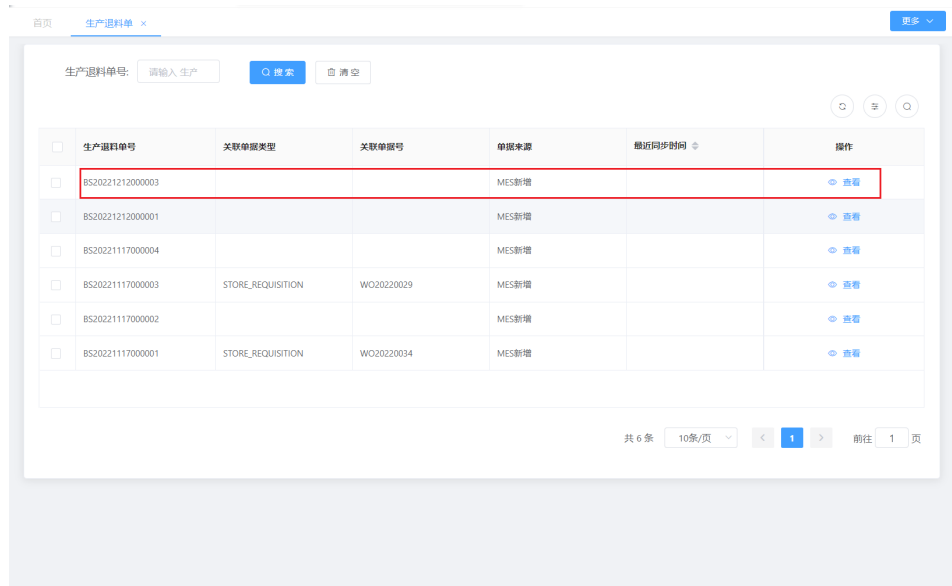 首页 生产退料单 × 更多
生产退料单号: 请输入 生产 搜索 清空
生产退料单号 关联单据类型 关联单据号 单据来源 最近同步时间 操作
BS20221212000003 MES新增 查看
BS20221212000001 MES新增 查看
BS20221117000004 MES新增 查看
BS20221117000003 STORE_REQUISITION WO20220029 MES新增 查看
BS20221117000002 MES新增 查看
BS20221117000001 STORE_REQUISITION WO20220034 MES新增 查看
共 6 条 10条/页 < 1 > 前往 1 页